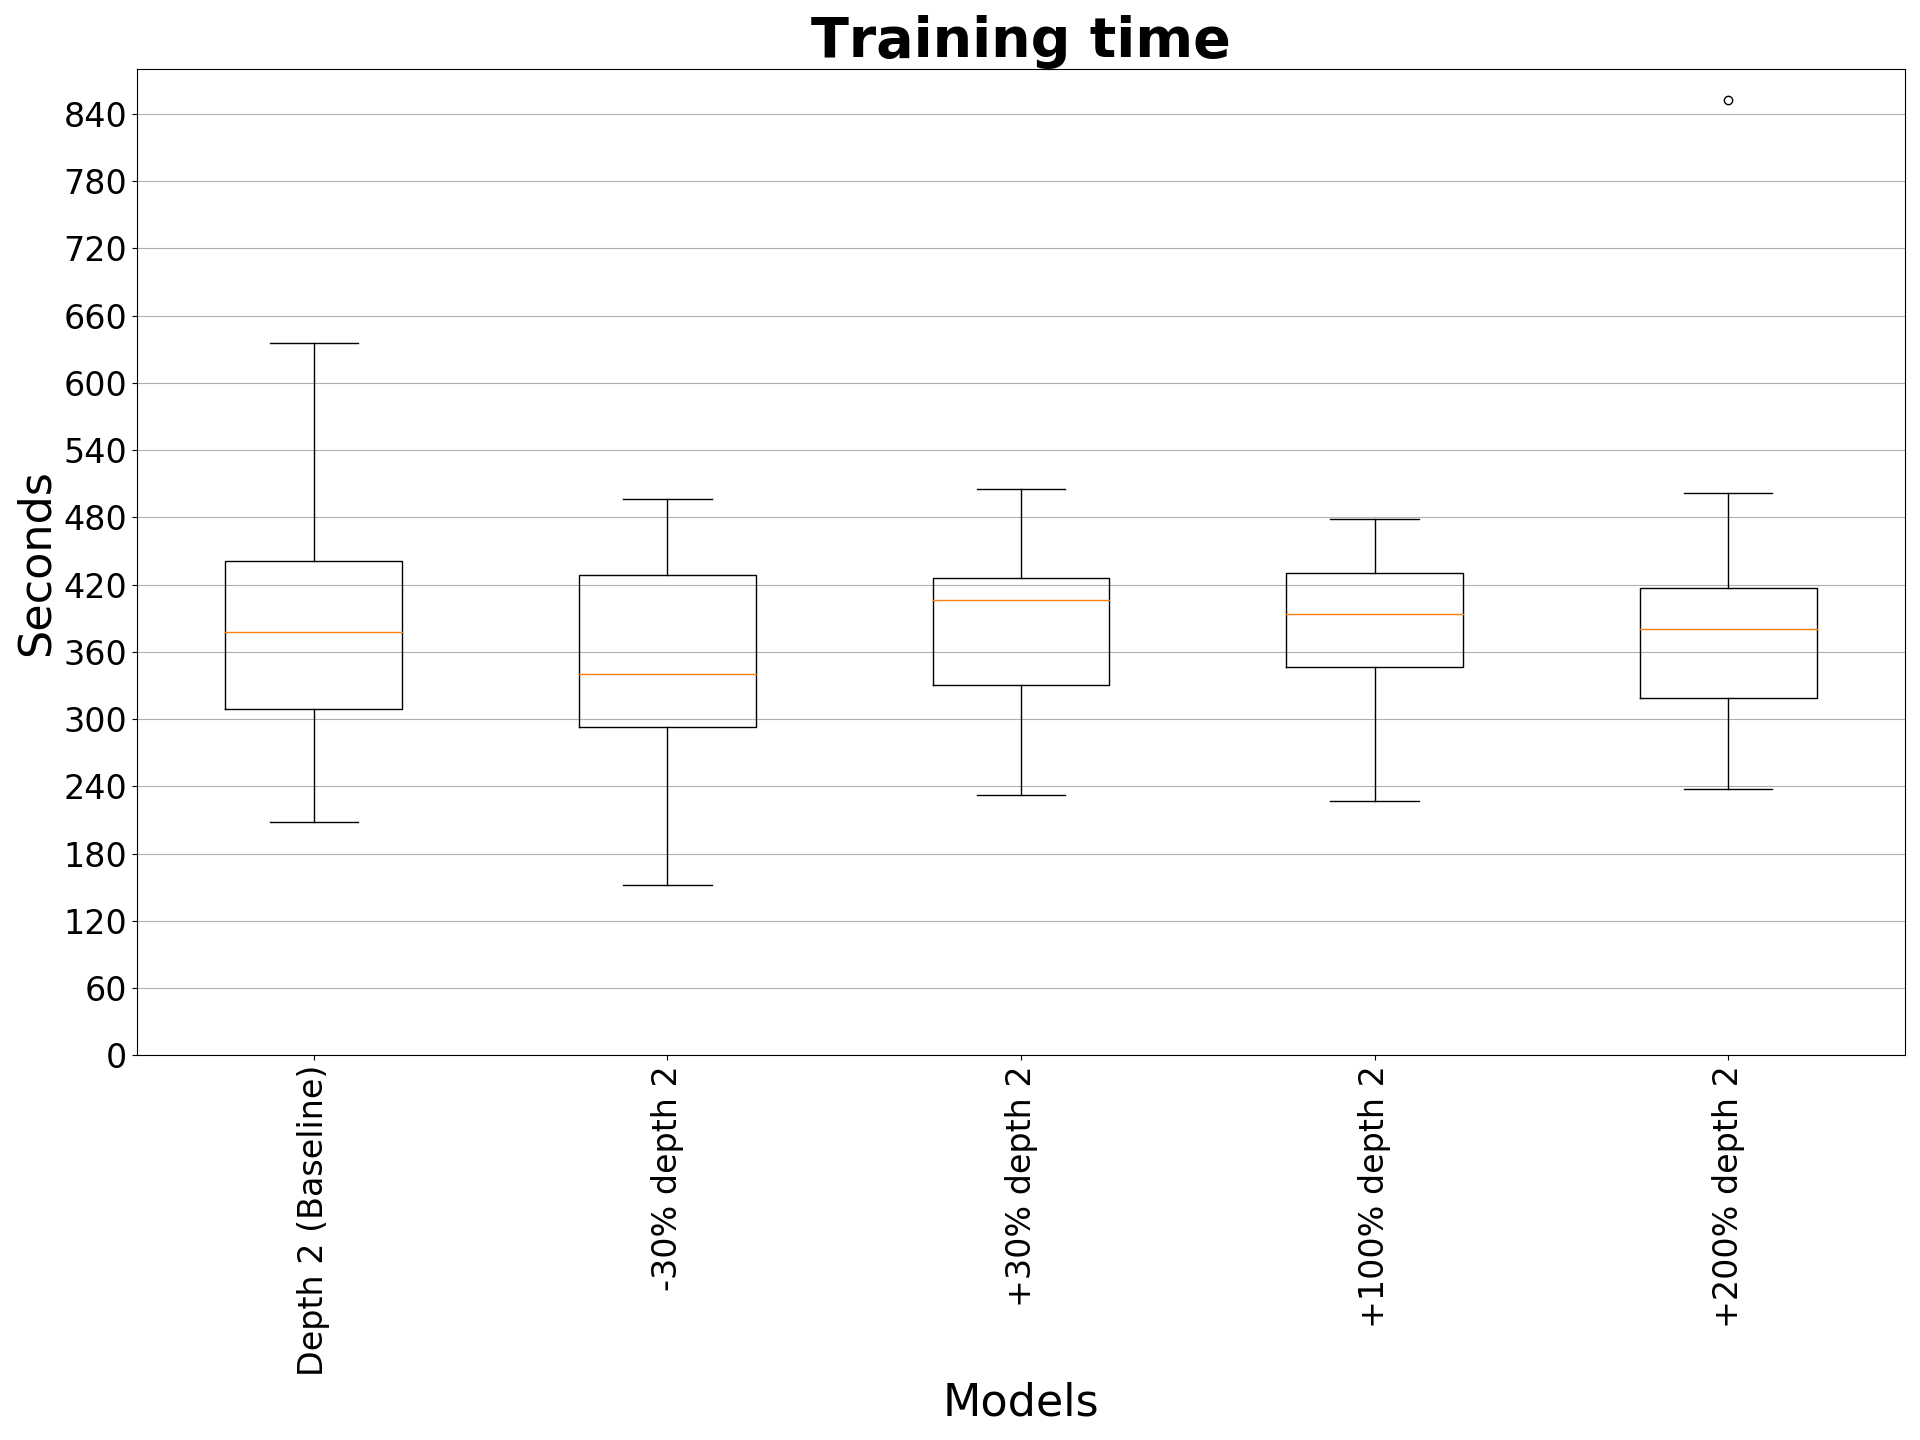 Training time
840
780
720
660
600
540
480
420
360
300
240
180
120
60
0
Seconds
Depth 2 (Baseline)
-30% depth 2
+30% depth 2
+100% depth 2
+200% depth 2
Models